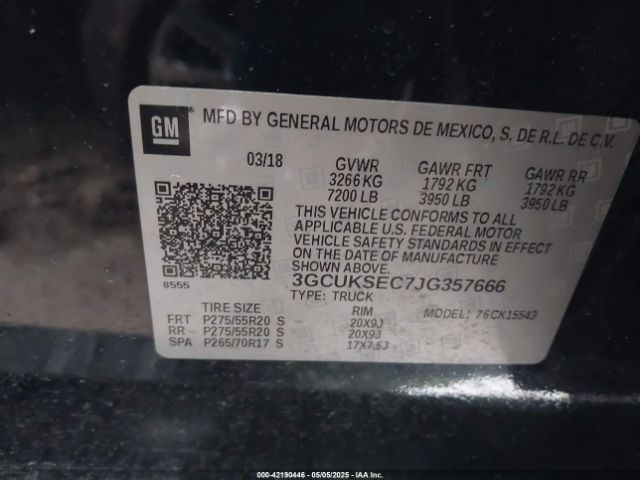 GM ® MFD BY GENERAL MOTORS DE MEXICO, S. DE R.L. DE C.V.
03/18 GVWR GAWR FRT GAWR RR
3266 KG 1792 KG 1792 KG
7200 LB 3950 LB 3950 LB
THIS VEHICLE CONFORMS TO ALL
APPLICABLE U.S. FEDERAL MOTOR
VEHICLE SAFETY STANDARDS IN EFFECT
ON THE DATE OF MANUFACTURE
SHOWN ABOVE.
8555
3GCUKSEC7JG357666
TYPE: TRUCK
TIRE SIZE RIM MODEL: 76CK15543
FRT P275/55R20 S 20X9J
RR P275/55R20 S 20X9J
SPA P265/70R17 S 17X7.5J
000-42190446 - 05/05/2025 - IAA Inc.